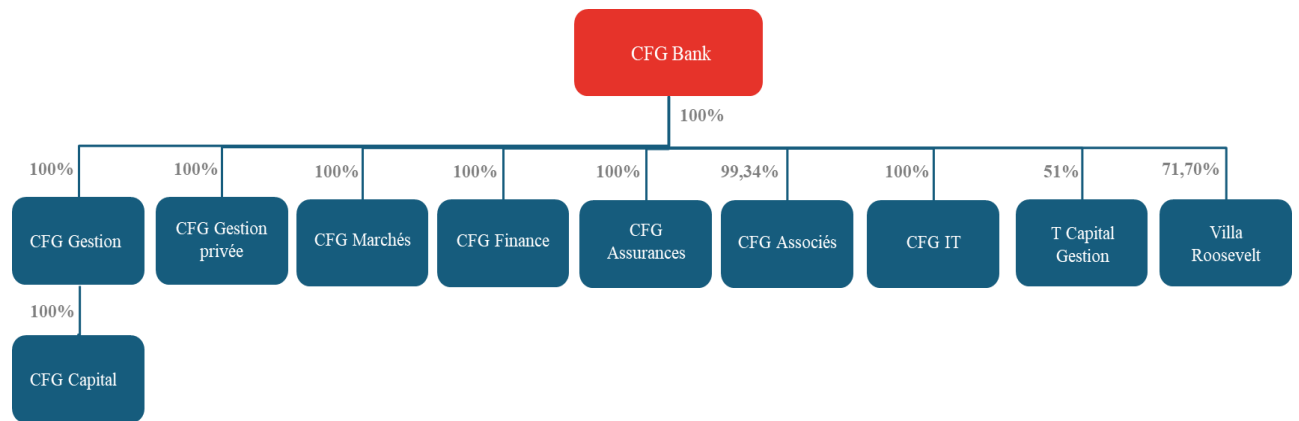 CFG Bank
100%
100%
100%
100%
100%
100%
99,34%
100%
51%
71,70%
CFG Gestion
CFG Gestion
privée
CFG Marchés
CFG Finance
CFG
Assurances
CFG Associés
CFG IT
T Capital
Gestion
Villa
Roosevelt
100%
CFG Capital